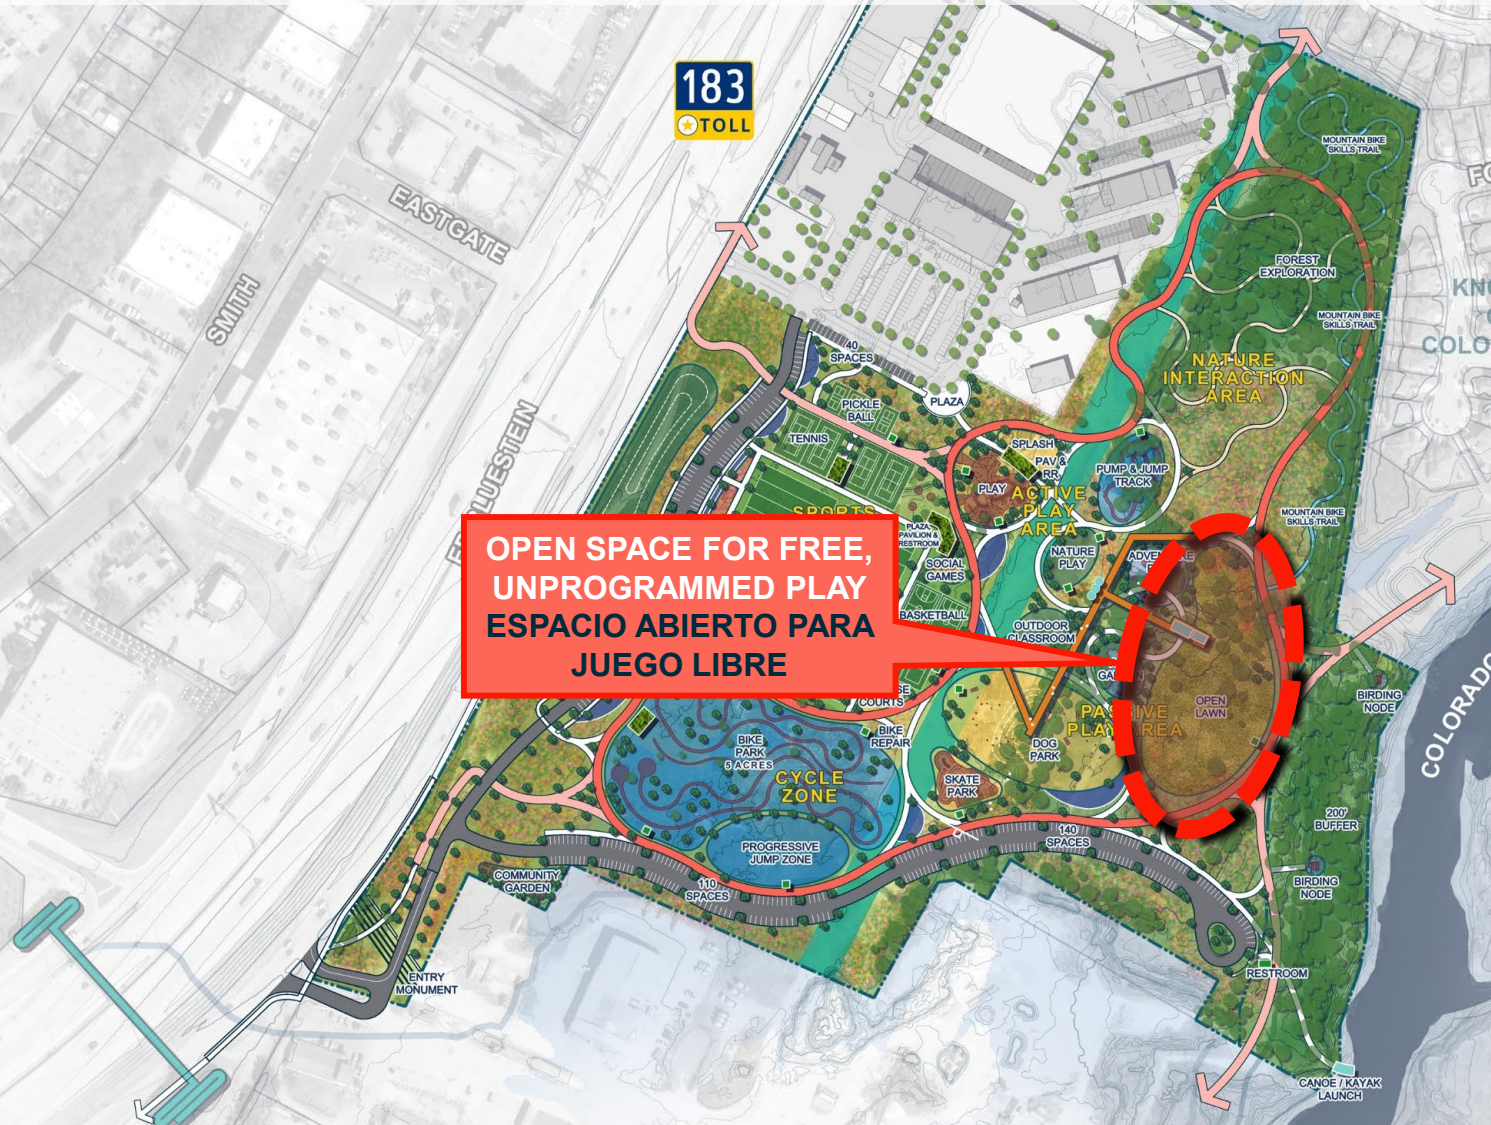 183
TOLL
EASTGATE
SMITH
MOUNTAIN BIKE
SKILLS TRAIL
FOREST
EXPLORATION
MOUNTAIN BIKE
SKILLS TRAIL
NATURE
INTERACTION
AREA
40
SPACES
PICKLE
BALL
PLAZA
TENNIS
SPLASH
PAV &
RR
PUMP & JUMP
TRACK
PLAY
ACTIVE
PLAY
AREA
MOUNTAIN BIKE
SKILLS TRAIL
SPORTS
PLAZA,
PAVILION &
RESTROOM
NATURE
PLAY
SOCIAL
GAMES
OPEN SPACE FOR FREE,
UNPROGRAMMED PLAY
ESPACIO ABIERTO PARA
JUEGO LIBRE
BASKETBALL
OUTDOOR
CLASSROOM
COURTS
OPEN
LAWN
BIRDING
NODE
PASSIVE
PLAY AREA
BIKE
REPAIR
DOG
PARK
BIKE
PARK
5 ACRES
CYCLE
ZONE
SKATE
PARK
PROGRESSIVE
JUMP ZONE
140
SPACES
200'
BUFFER
COMMUNITY
GARDEN
110
SPACES
BIRDING
NODE
ENTRY
MONUMENT
RESTROOM
CANOE / KAYAK
LAUNCH